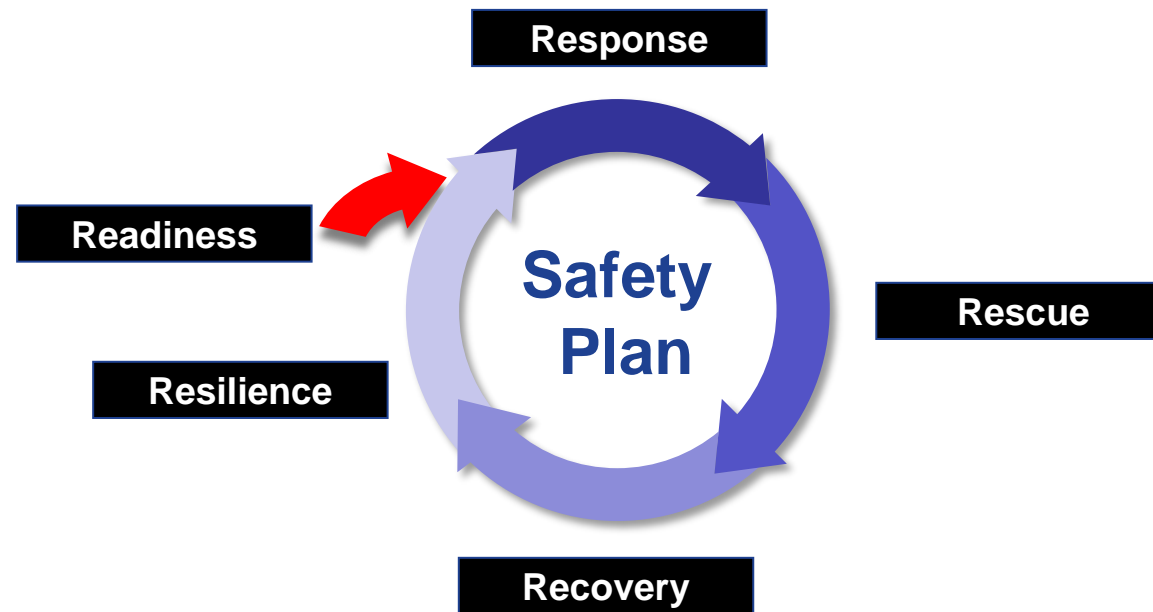 Response
Readiness
Safety
Plan
Rescue
Resilience
Recovery